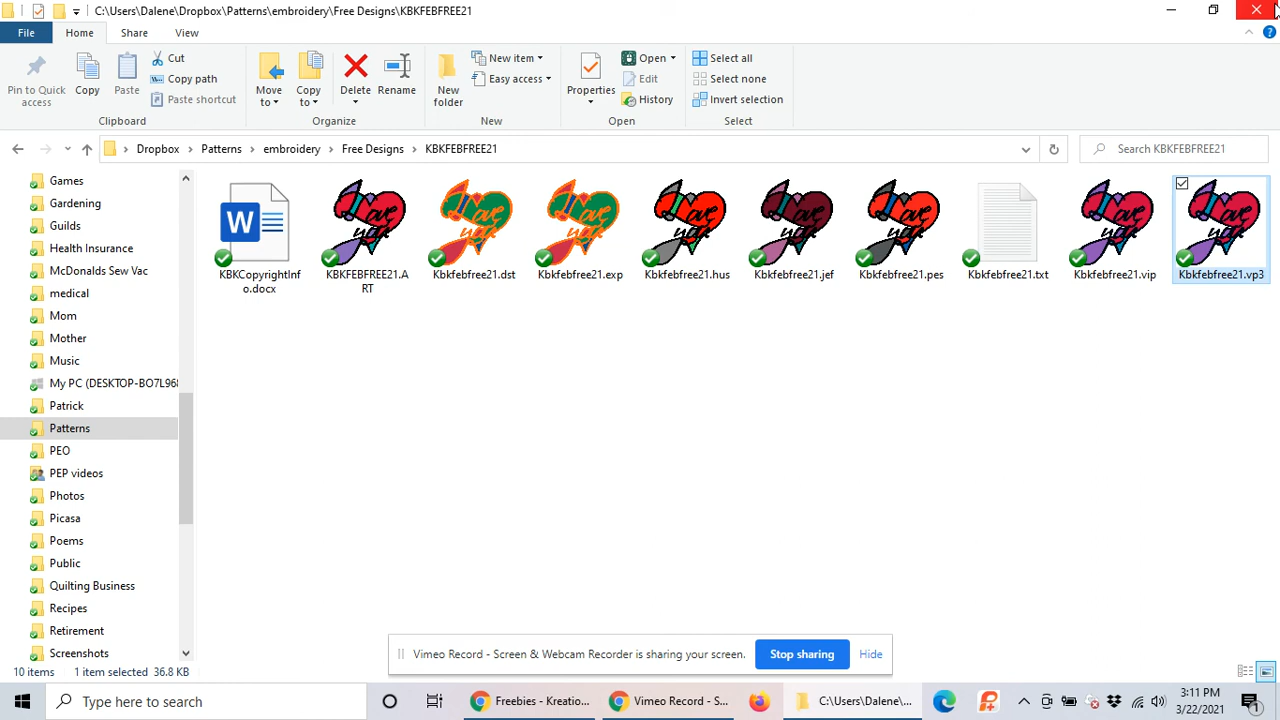 C:\Users\Dalene\Dropbox\Patterns\embroidery\Free Designs\KBKFEBFREE21
File
Home
Share
View
Pin to Quick access
Copy
Paste
Cut
Copy path
Paste shortcut
Clipboard
Move to
Copy to
Delete
Rename
Organize
New folder
New item
Easy access
New
Properties
Open
Edit
History
Open
Select all
Select none
Invert selection
Select
Dropbox > Patterns > embroidery > Free Designs > KBKFEBFREE21
Search KBKFEBFREE21
Games
Gardening
Guilds
Health Insurance
McDonalds Sew Vac
medical
Mom
Mother
Music
My PC (DESKTOP-BO7L968
Patrick
Patterns
PEO
PEP videos
Photos
Picasa
Poems
Public
Quilting Business
Recipes
Retirement
Screenshots
KBKCopyrightInfo.docx
KBKFEBFREE21.ART
Kbkfebfree21.dst
Kbkfebfree21.exp
Kbkfebfree21.hus
Kbkfebfree21.jef
Kbkfebfree21.pes
Kbkfebfree21.txt
Kbkfebfree21.vip
Kbkfebfree21.vp3
Vimeo Record - Screen & Webcam Recorder is sharing your screen.
Stop sharing
Hide
10 items
1 item selected 36.8 KB
Type here to search
Freebies - Kreatio...
Vimeo Record - S...
C:\Users\Dalene\...
3:11 PM
3/22/2021
1